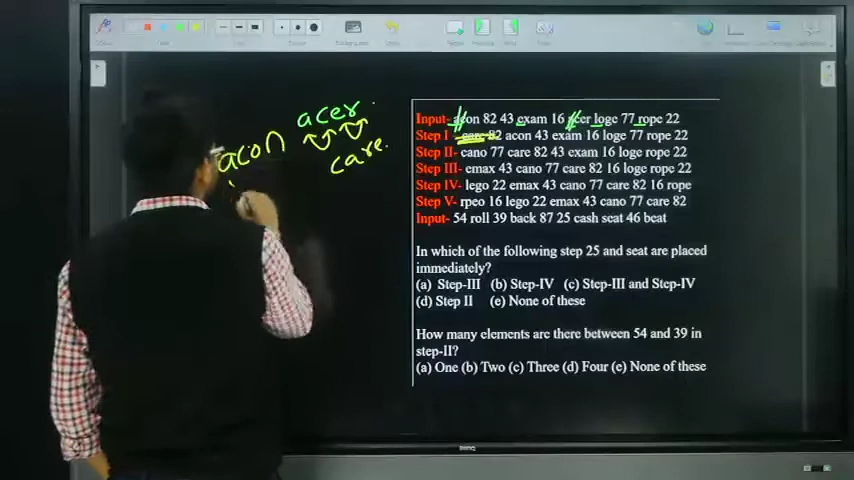 acon
acer
care.
Input- acon 82 43 exam 16 acer loge 77 rope 22
Step I - care 82 acon 43 exam 16 loge 77 rope 22
Step II- cano 77 care 82 43 exam 16 loge rope 22
Step III- emax 43 cano 77 care 82 16 loge rope 22
Step IV- lego 22 emax 43 cano 77 care 82 16 rope
Step V- rpeo 16 lego 22 emax 43 cano 77 care 82
Input- 54 roll 39 back 87 25 cash seat 46 beat
In which of the following step 25 and seat are placed
immediately?
(a) Step-III (b) Step-IV (c) Step-III and Step-IV
(d) Step II (e) None of these
How many elements are there between 54 and 39 in
step-II?
(a) One (b) Two (c) Three (d) Four (e) None of these
BenQ